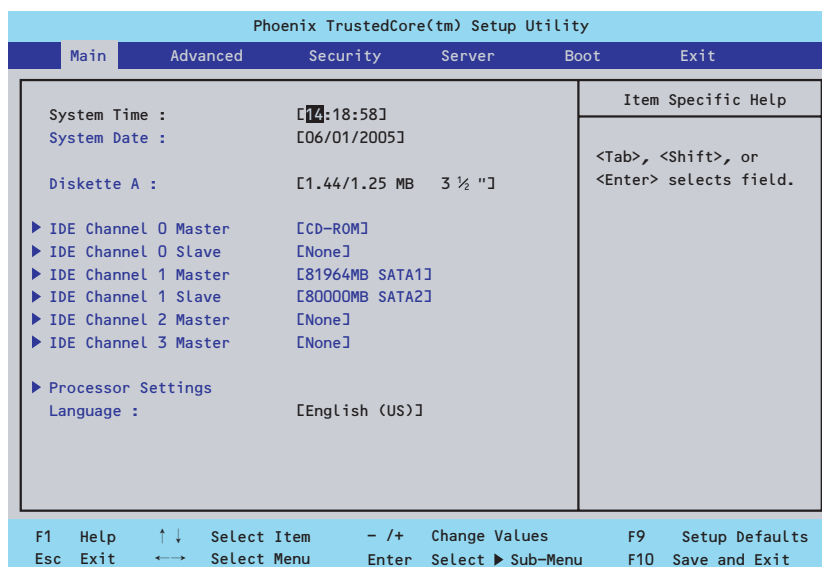 Phoenix TrustedCore(tm) Setup Utility
Main Advanced Security Server Boot Exit
System Time : [14:18:58]
System Date : [06/01/2005]
Diskette A : [1.44/1.25 MB 3 ½ "]
▶ IDE Channel 0 Master [CD-ROM]
▶ IDE Channel 0 Slave [None]
▶ IDE Channel 1 Master [81964MB SATA1]
▶ IDE Channel 1 Slave [80000MB SATA2]
▶ IDE Channel 2 Master [None]
▶ IDE Channel 3 Master [None]
▶ Processor Settings
Language : [English (US)]
Item Specific Help
<Tab>, <Shift>, or
<Enter> selects field.
F1 Help ↑↓ Select Item - /+ Change Values F9 Setup Defaults
Esc Exit ←→ Select Menu Enter Select ▶ Sub-Menu F10 Save and Exit